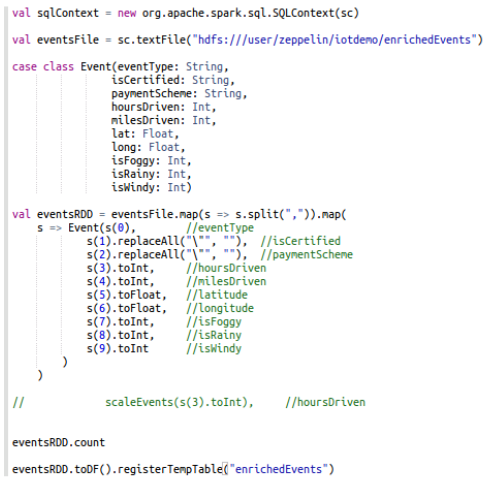 val sqlContext = new org.apache.spark.sql.SQLContext(sc)
val eventsFile = sc.textFile("hdfs:///user/zeppelin/iotdemo/enrichedEvents")
case class Event(eventType: String,
isCertified: String,
paymentScheme: String,
hoursDriven: Int,
milesDriven: Int,
lat: Float,
long: Float,
isFoggy: Int,
isRainy: Int,
isWindy: Int)
val eventsRDD = eventsFile.map(s => s.split(",")).map(
s => Event(s(0), //eventType
s(1).replaceAll("\"", ""), //isCertified
s(2).replaceAll("\"", ""), //paymentScheme
s(3).toInt, //hoursDriven
s(4).toInt, //milesDriven
s(5).toFloat, //latitude
s(6).toFloat, //longitude
s(7).toInt, //isFoggy
s(8).toInt, //isRainy
s(9).toInt //isWindy
)
)
// scaleEvents(s(3).toInt), //hoursDriven
eventsRDD.count
eventsRDD.toDF().registerTempTable("enrichedEvents")